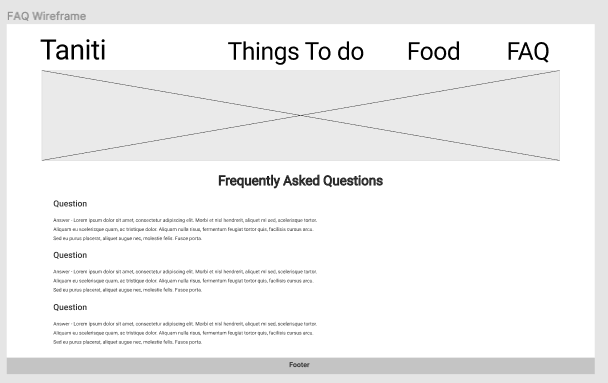 FAQ Wireframe
Taniti Things To do Food FAQ
Frequently Asked Questions
Question
Answer - Lorem ipsum dolor sit amet, consectetur adipiscing elit. Morbi et nisl hendrerit, aliquet mi sed, scelerisque tortor.
Aliquam eu scelerisque quam, ac tristique dolor. Aliquam nulla risus, fermentum feugiat tortor quis, facilisis cursus arcu.
Sed eu purus placerat, aliquet augue nec, molestie felis. Fusce porta.
Question
Answer - Lorem ipsum dolor sit amet, consectetur adipiscing elit. Morbi et nisl hendrerit, aliquet mi sed, scelerisque tortor.
Aliquam eu scelerisque quam, ac tristique dolor. Aliquam nulla risus, fermentum feugiat tortor quis, facilisis cursus arcu.
Sed eu purus placerat, aliquet augue nec, molestie felis. Fusce porta.
Question
Answer - Lorem ipsum dolor sit amet, consectetur adipiscing elit. Morbi et nisl hendrerit, aliquet mi sed, scelerisque tortor.
Aliquam eu scelerisque quam, ac tristique dolor. Aliquam nulla risus, fermentum feugiat tortor quis, facilisis cursus arcu.
Sed eu purus placerat, aliquet augue nec, molestie felis. Fusce porta.
Footer